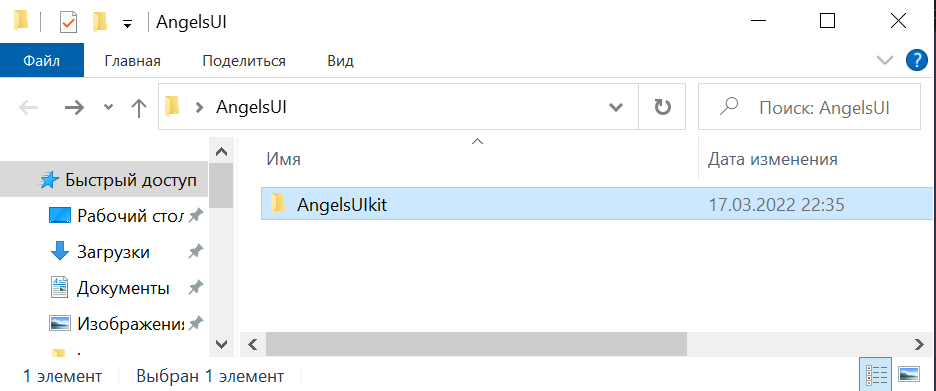 AngelsUI
Файл Главная Поделиться Вид
AngelsUI Поиск: AngelsUI
Имя Дата изменения
Быстрый доступ
AngelsUIkit 17.03.2022 22:35
Рабочий стол
Загрузки
Документы
Изображения
1 элемент Выбран 1 элемент